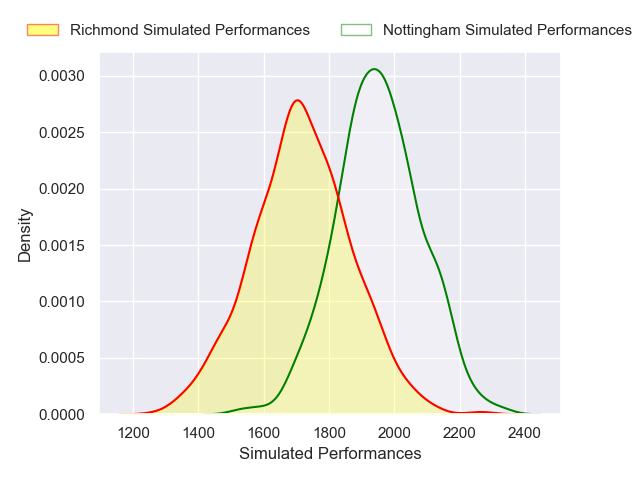 Richmond Simulated Performances
Nottingham Simulated Performances
0.0030
0.0025
0.0020
0.0015
0.0010
0.0005
0.0000
Density
1200 1400 1600 1800 2000 2200 2400
Simulated Performances